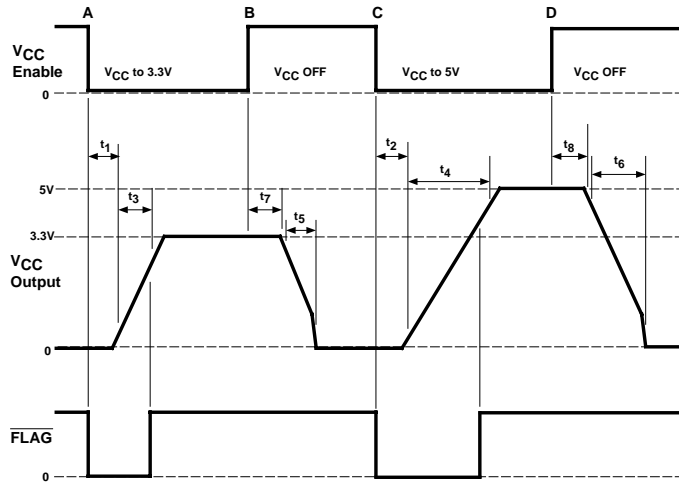 A B C D
VCC Enable
VCC to 3.3V VCC OFF VCC to 5V VCC OFF
0
t1 t2 t8
t4 t6
5V
t3 t7
t5
3.3V
VCC Output
0
FLAG
0